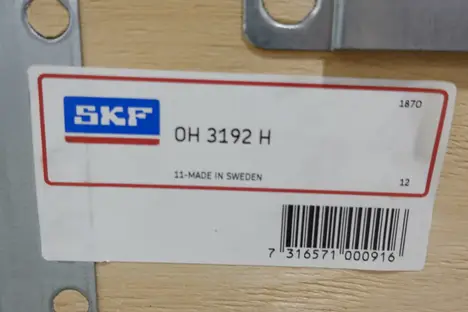 1870
SKF
OH 3192 H
11-MADE IN SWEDEN
12
7 316571 000916